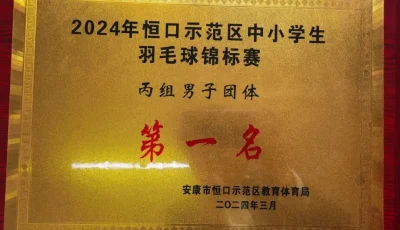 2024年恒口示范区中小学生
羽毛球锦标赛
丙组男子团体
第一名
安康市恒口示范区教育体育局
二〇二四年三月